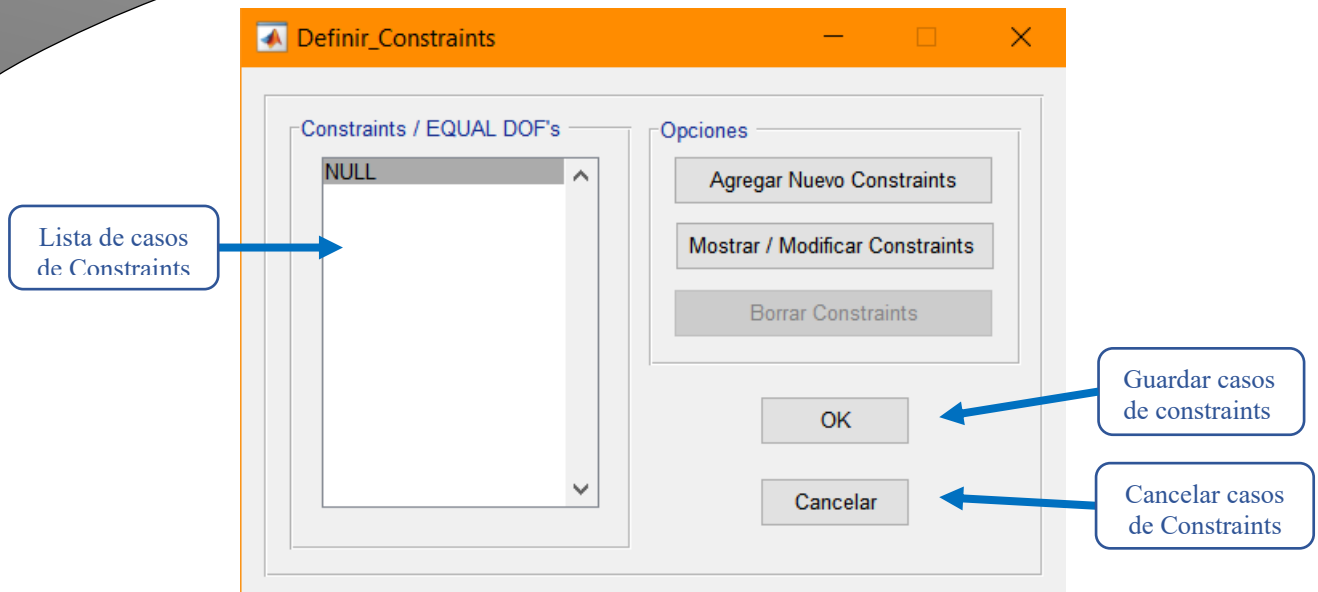 Definir_Constraints
Constraints / EQUAL DOF's
NULL
Opciones
Agregar Nuevo Constraints
Mostrar / Modificar Constraints
Borrar Constraints
OK
Cancelar
Lista de casos
de Constraints
Guardar casos
de constraints
Cancelar casos
de Constraints